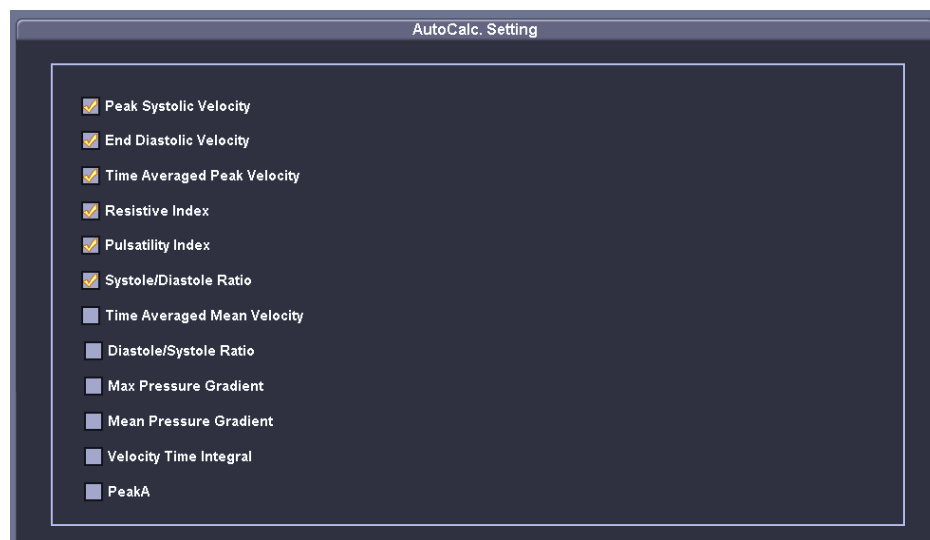 AutoCalc. Setting
Peak Systolic Velocity
End Diastolic Velocity
Time Averaged Peak Velocity
Resistive Index
Pulsatility Index
Systole/Diastole Ratio
Time Averaged Mean Velocity
Diastole/Systole Ratio
Max Pressure Gradient
Mean Pressure Gradient
Velocity Time Integral
PeakA